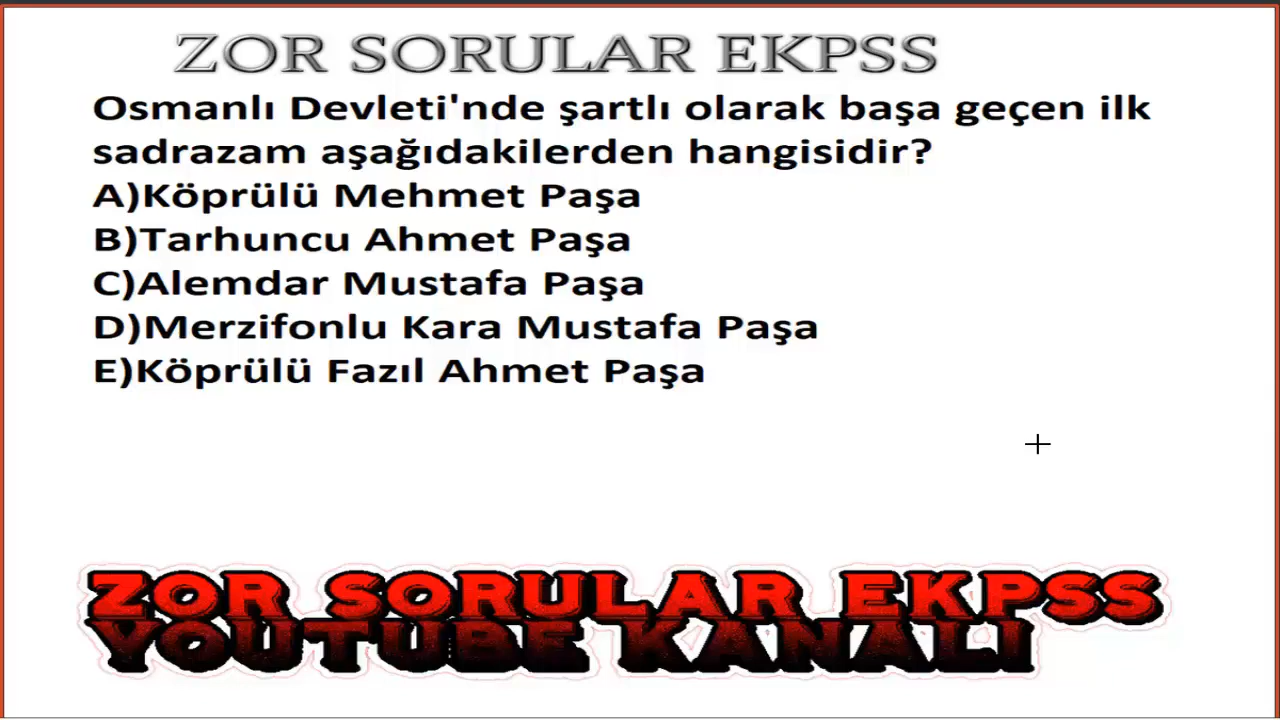 ZOR SORULAR EKPSS
Osmanlı Devleti'nde şartlı olarak başa geçen ilk
sadrazam aşağıdakilerden hangisidir?
A)Köprülü Mehmet Paşa
B)Tarhuncu Ahmet Paşa
C)Alemdar Mustafa Paşa
D)Merzifonlu Kara Mustafa Paşa
E)Köprülü Fazıl Ahmet Paşa
ZOR SORULAR EKPSS
YOUTUBE KANALI